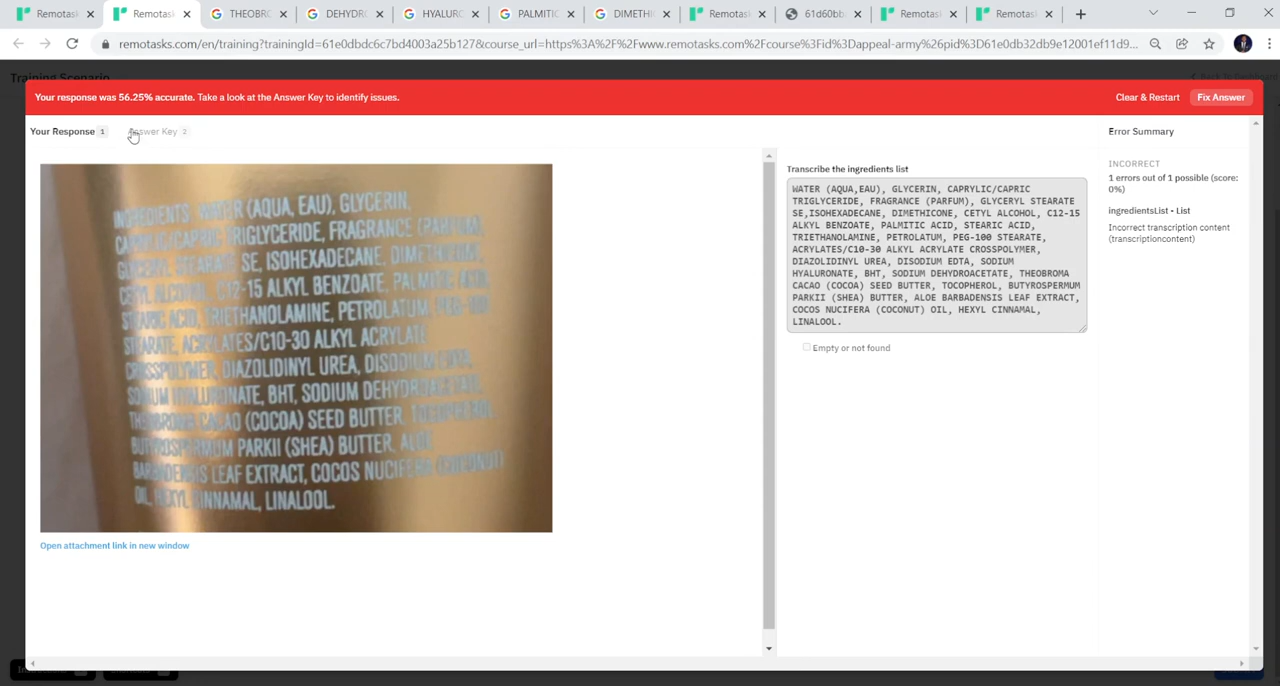 Remotasks
Remotask
THEOBRO
DEHYDR
HYALUR
PALMITIC
DIMETHI
Remotask
61d60bb
Remotask
Remotask
remotasks.com/en/training?trainingId=61e0dbdc6c7bd4003a25b127&course_url=https%3A%2F%2Fwww.remotasks.com%2Fcourse%3Fid%3Dappeal-army%26pid%3D61e0db32db9e12001ef11d9...
Training Scenario
Your response was 56.25% accurate. Take a look at the Answer Key to identify issues.
Clear & Restart
Fix Answer
Your Response 1
Answer Key 2
Error Summary
INGREDIENTS: WATER (AQUA, EAU), GLYCERIN,
CAPRYLIC/CAPRIC TRIGLYCERIDE, FRAGRANCE (PARFUM),
GLYCERYL STEARATE SE, ISOHEXADECANE, DIMETHICONE,
CETYL ALCOHOL, C12-15 ALKYL BENZOATE, PALMITIC ACID,
STEARIC ACID, TRIETHANOLAMINE, PETROLATUM, PEG-100
STEARATE, ACRYLATES/C10-30 ALKYL ACRYLATE
CROSSPOLYMER, DIAZOLIDINYL UREA, DISODIUM EDTA,
SODIUM HYALURONATE, BHT, SODIUM DEHYDROACETATE,
THEOBROMA CACAO (COCOA) SEED BUTTER, TOCOPHEROL,
BUTYROSPERMUM PARKII (SHEA) BUTTER, ALOE
BARBADENSIS LEAF EXTRACT, COCOS NUCIFERA (COCONUT)
OIL, HEXYL CINNAMAL, LINALOOL.
Open attachment link in new window
Transcribe the ingredients list
WATER (AQUA,EAU), GLYCERIN, CAPRYLIC/CAPRIC
TRIGLYCERIDE, FRAGRANCE (PARFUM), GLYCERYL STEARATE
SE,ISOHEXADECANE, DIMETHICONE, CETYL ALCOHOL, C12-15
ALKYL BENZOATE, PALMITIC ACID, STEARIC ACID,
TRIETHANOLAMINE, PETROLATUM, PEG-100 STEARATE,
ACRYLATES/C10-30 ALKYL ACRYLATE CROSSPOLYMER,
DIAZOLIDINYL UREA, DISODIUM EDTA, SODIUM
HYALURONATE, BHT, SODIUM DEHYDROACETATE, THEOBROMA
CACAO (COCOA) SEED BUTTER, TOCOPHEROL, BUTYROSPERMUM
PARKII (SHEA) BUTTER, ALOE BARBADENSIS LEAF EXTRACT,
COCOS NUCIFERA (COCONUT) OIL, HEXYL CINNAMAL,
LINALOOL.
Empty or not found
INCORRECT
1 errors out of 1 possible (score:
0%)
ingredientsList - List
Incorrect transcription content
(transcriptioncontent)